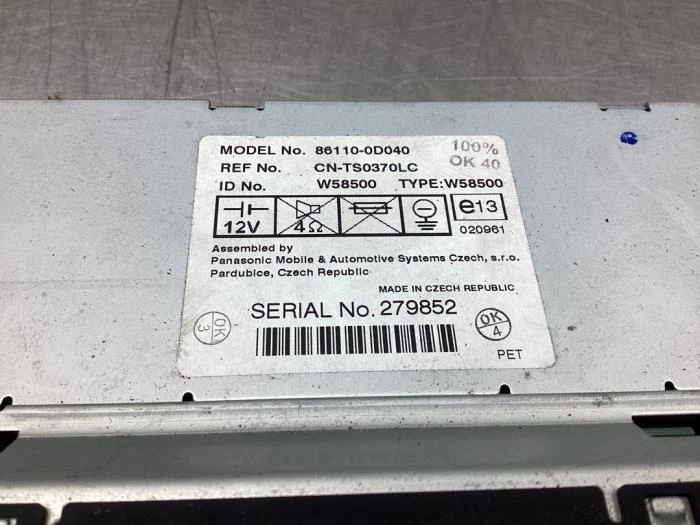 MODEL No. 86110-0D040
100%
OK 40
REF No. CN-TS0370LC
ID No. W58500 TYPE:W58500
12V 4Ω e13
020961
Assembled by
Panasonic Mobile & Automotive Systems Czech, s.r.o.
Pardubice, Czech Republic
MADE IN CZECH REPUBLIC
SERIAL No. 279852
OK 3
OK 4
PET